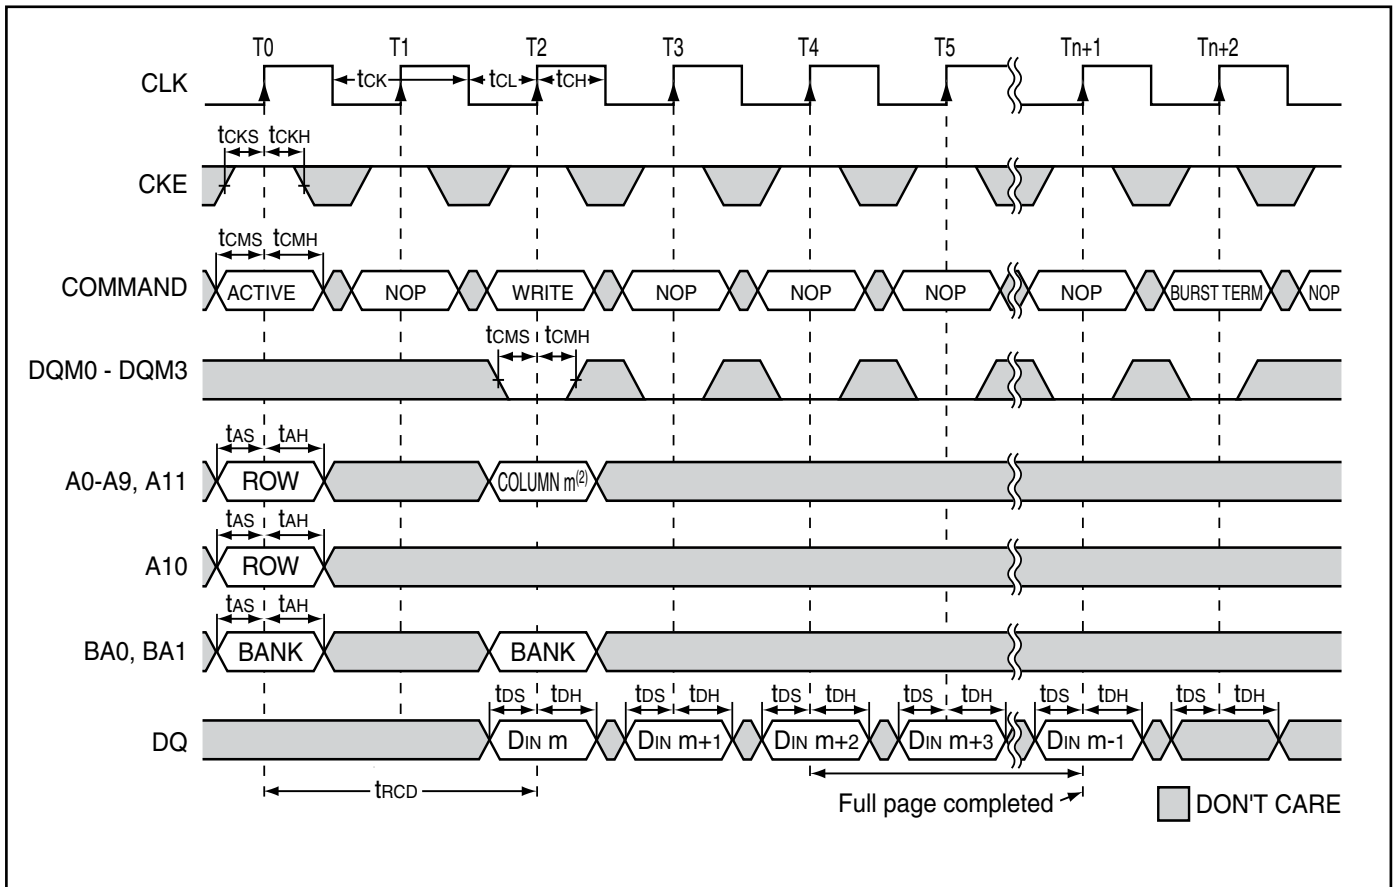 T0 T1 T2 T3 T4 T5 Tn+1 Tn+2
CLK tCK tCL tCH
tCKS tCKH
CKE
tCMS tCMH
COMMAND ACTIVE NOP WRITE NOP NOP NOP NOP BURST TERM NOP
tCMS tCMH
DQM0 - DQM3
tAS tAH
A0-A9, A11 ROW COLUMN m(2)
tAS tAH
A10 ROW
tAS tAH
BA0, BA1 BANK BANK
tDS tDH tDS tDH tDS tDH tDS tDH tDS tDH tDS tDH
DQ DIN m DIN m+1 DIN m+2 DIN m+3 DIN m-1
tRCD
Full page completed
DON'T CARE